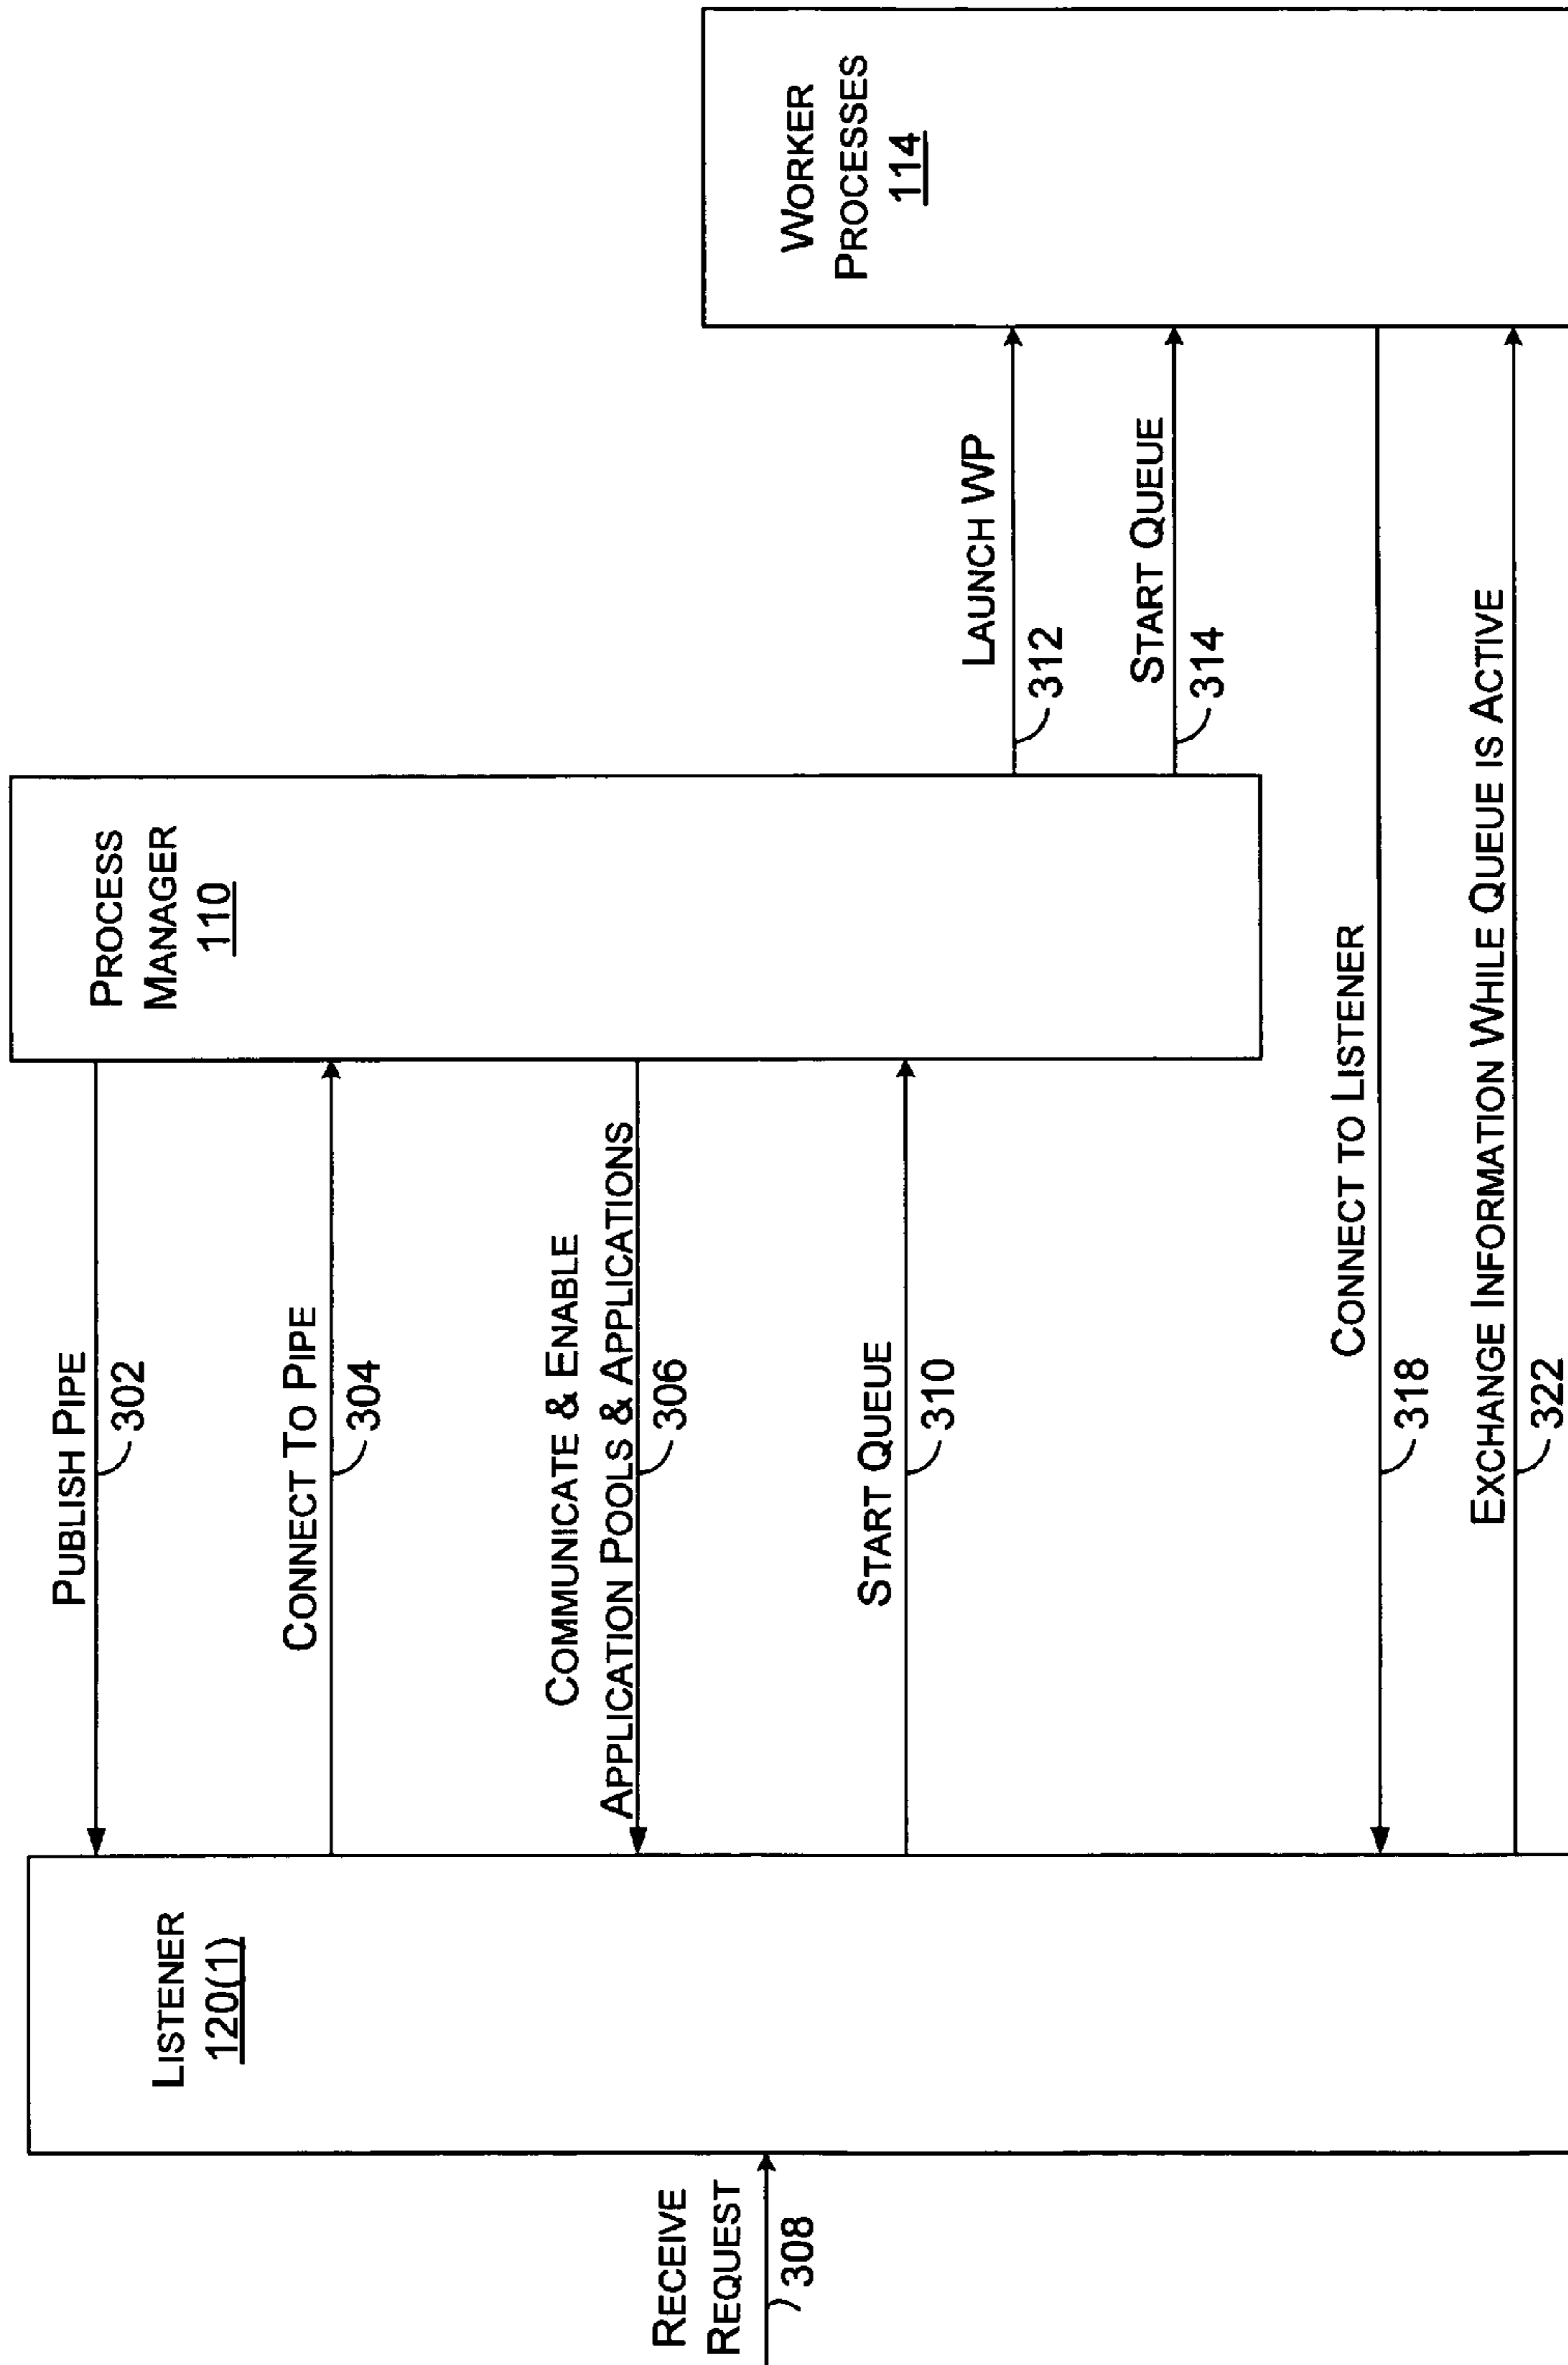 LISTENER
120(1)
PROCESS
MANAGER
110
WORKER
PROCESSES
114
PUBLISH PIPE
302
CONNECT TO PIPE
304
COMMUNICATE & ENABLE
APPLICATION POOLS & APPLICATIONS
306
RECEIVE
REQUEST
308
START QUEUE
310
LAUNCH WP
312
START QUEUE
314
CONNECT TO LISTENER
318
EXCHANGE INFORMATION WHILE QUEUE IS ACTIVE
322